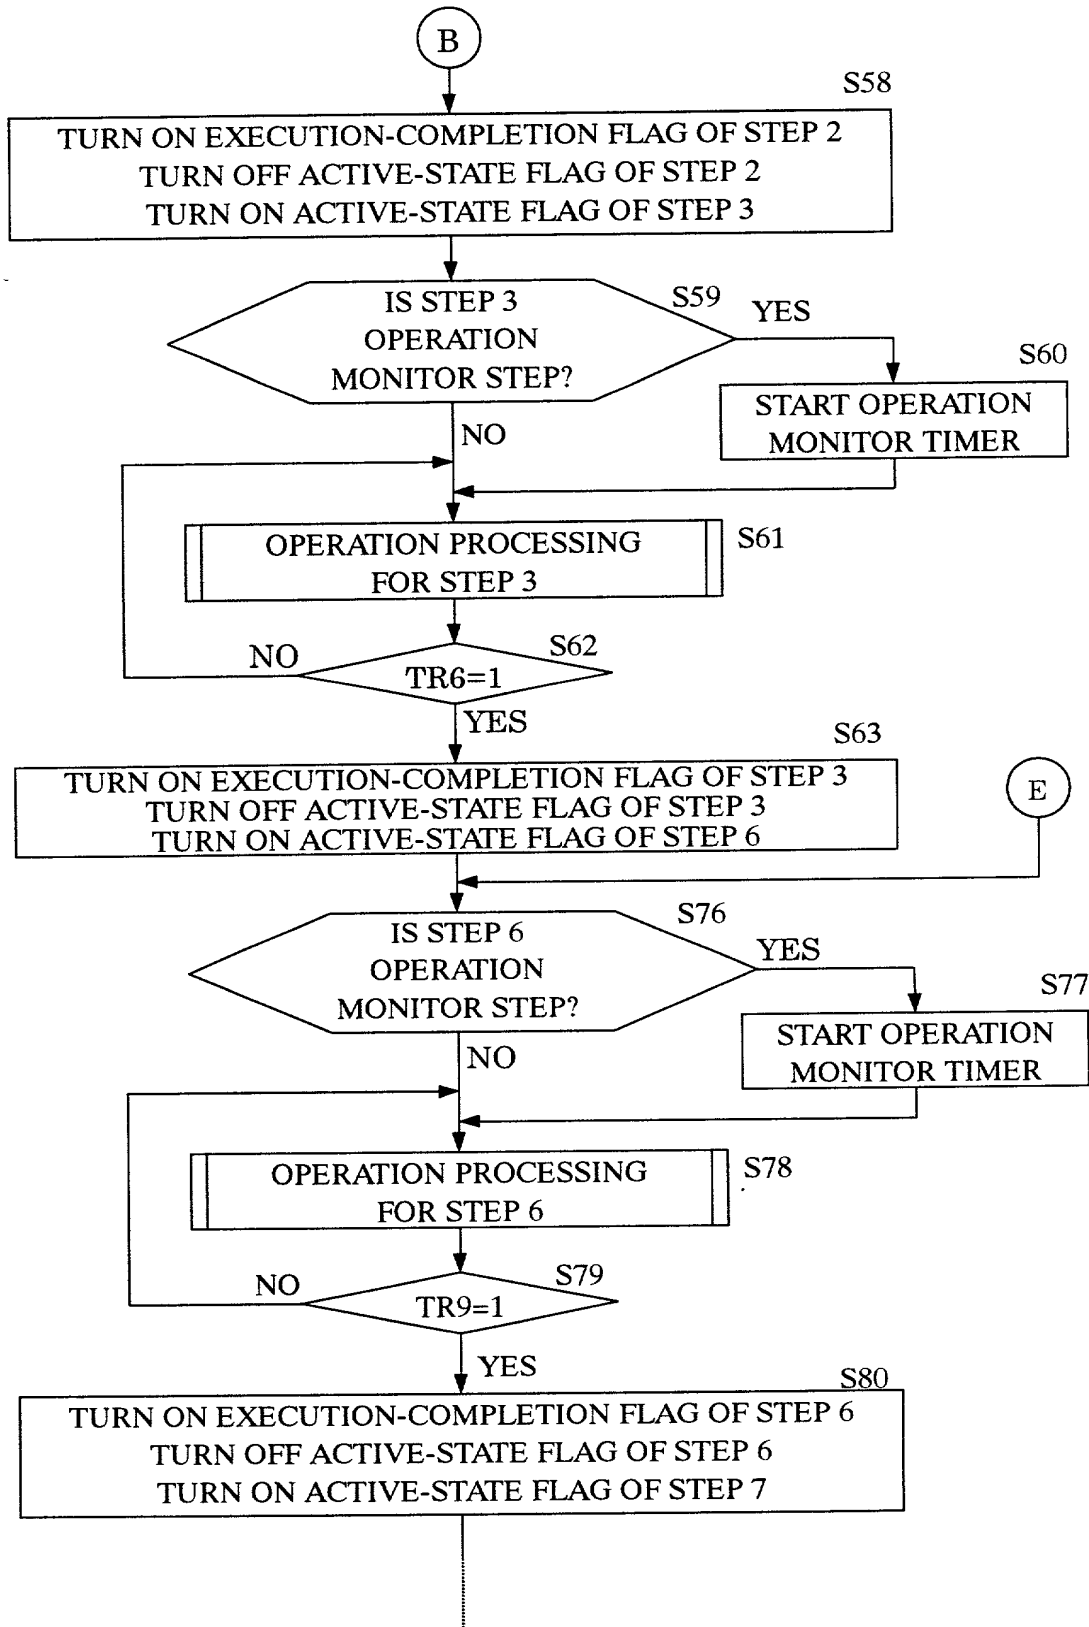 B
S58
TURN ON EXECUTION-COMPLETION FLAG OF STEP 2
TURN OFF ACTIVE-STATE FLAG OF STEP 2
TURN ON ACTIVE-STATE FLAG OF STEP 3
IS STEP 3
OPERATION
MONITOR STEP?
S59
YES
S60
START OPERATION
MONITOR TIMER
NO
OPERATION PROCESSING
FOR STEP 3
S61
S62
NO
TR6=1
YES
S63
TURN ON EXECUTION-COMPLETION FLAG OF STEP 3
TURN OFF ACTIVE-STATE FLAG OF STEP 3
TURN ON ACTIVE-STATE FLAG OF STEP 6
E
IS STEP 6
OPERATION
MONITOR STEP?
S76
YES
S77
START OPERATION
MONITOR TIMER
NO
OPERATION PROCESSING
FOR STEP 6
S78
S79
NO
TR9=1
YES
S80
TURN ON EXECUTION-COMPLETION FLAG OF STEP 6
TURN OFF ACTIVE-STATE FLAG OF STEP 6
TURN ON ACTIVE-STATE FLAG OF STEP 7